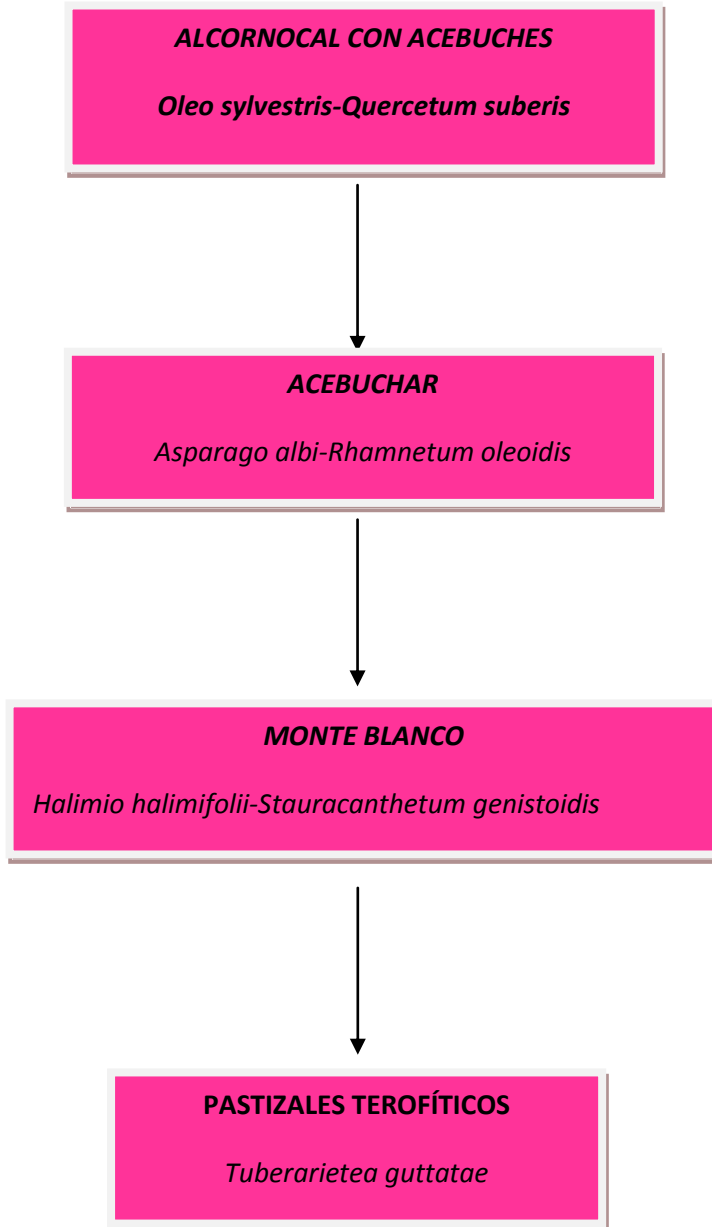 ALCORNOCAL CON ACEBUCHES
Oleo sylvestris-Quercetum suberis
ACEBUCHAR
Asparago albi-Rhamnetum oleoidis
MONTE BLANCO
Halimio halimifolii-Stauracanthetum genistoidis
PASTIZALES TEROFÍTICOS
Tuberarietea guttatae